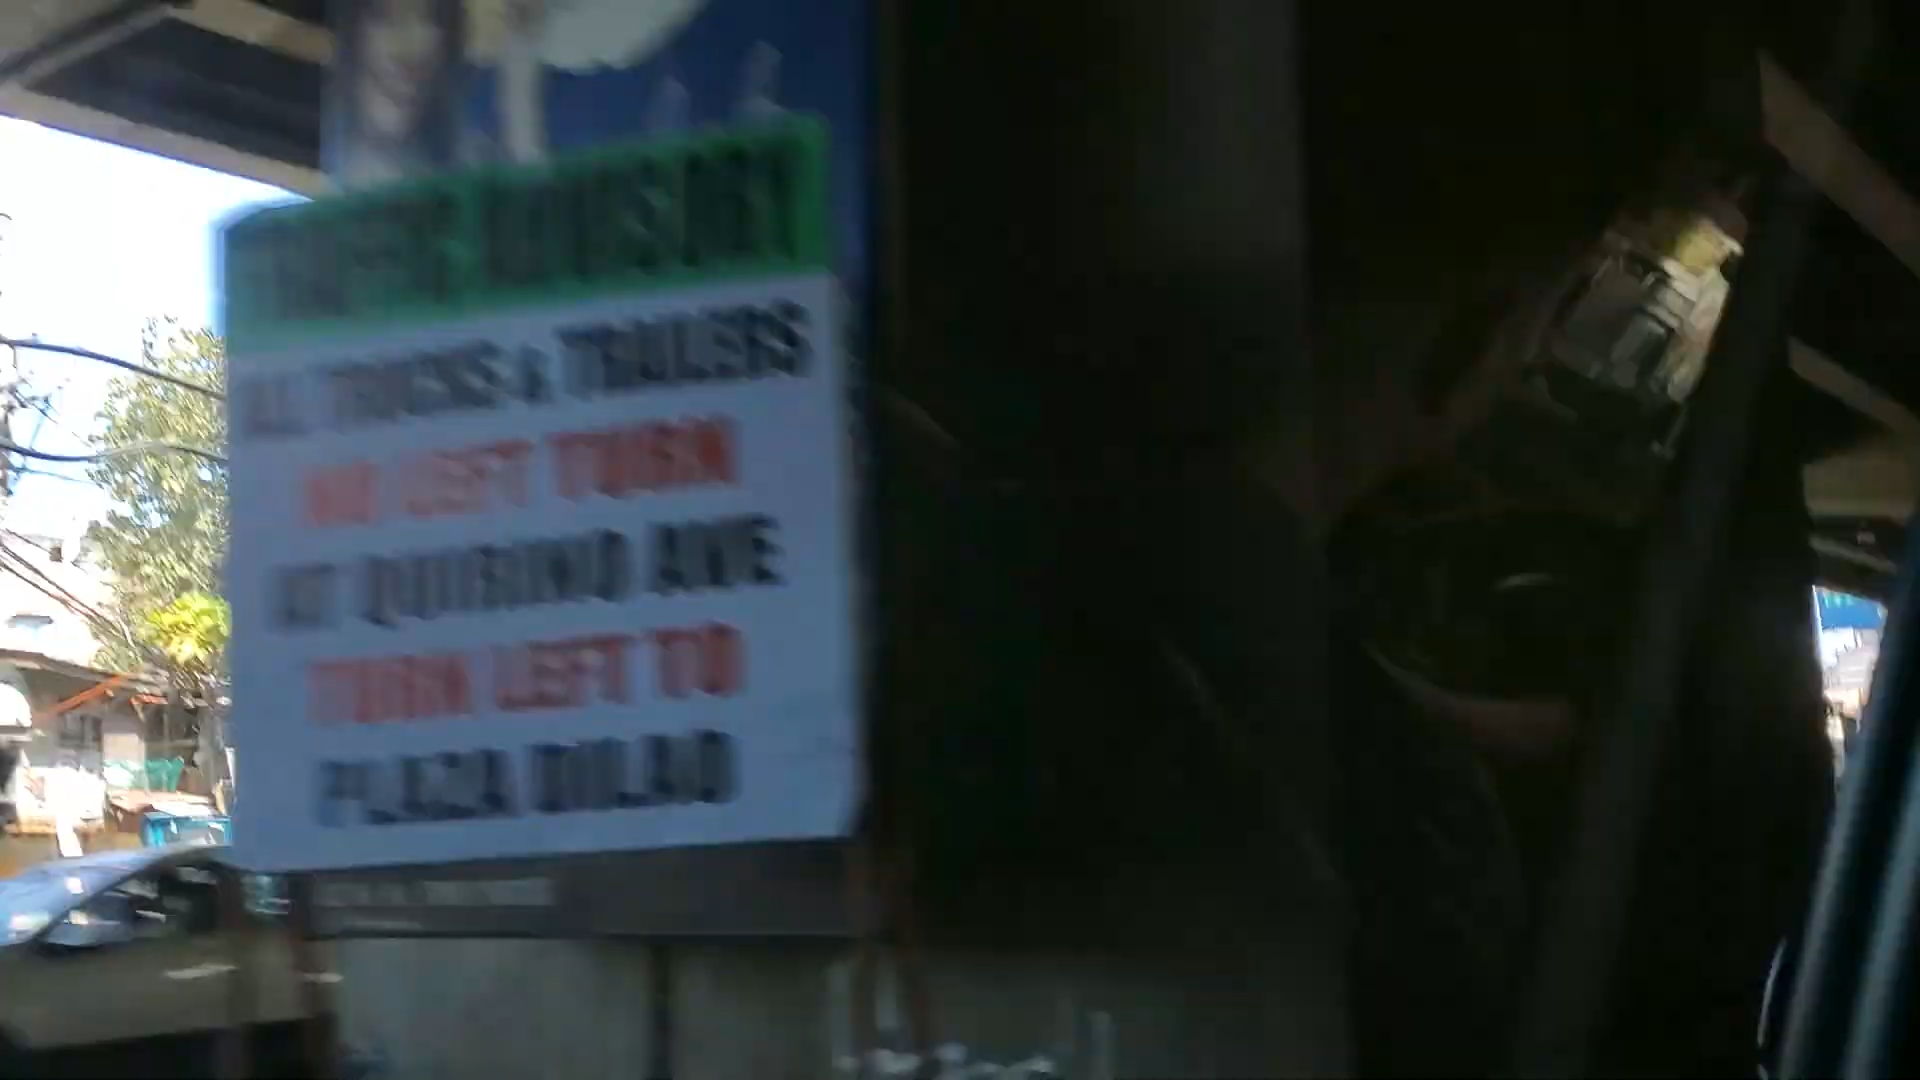 TRAFFIC ADVISORY
ALL TRUCKS & TRAILERS
NO LEFT TURN
AT QUIRINO AVE
TURN LEFT TO
PLAZA DILAO